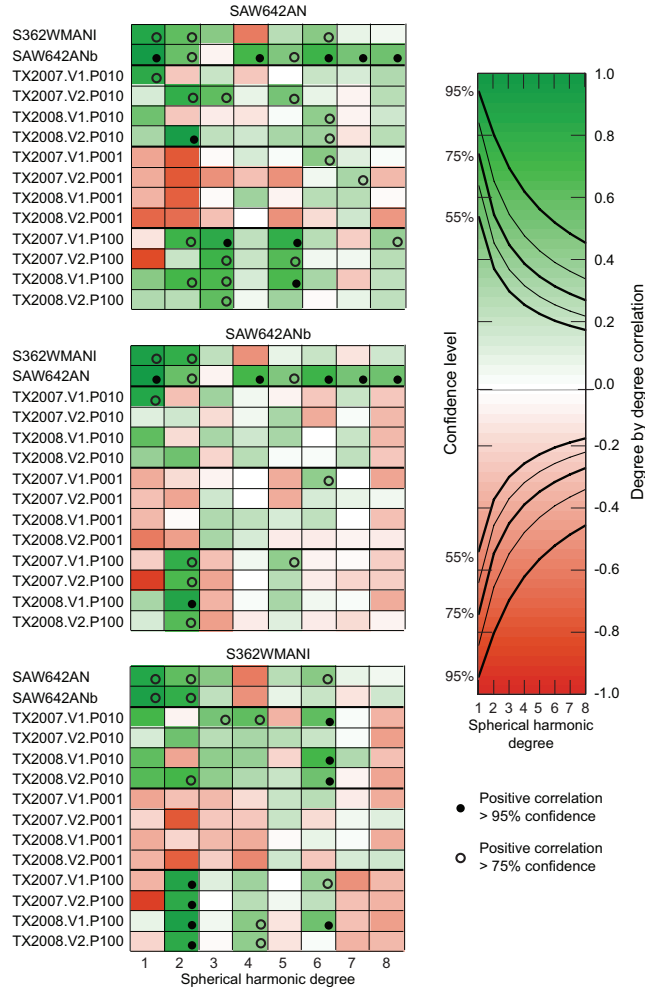 SAW642AN
S362WMANI
SAW642ANb
TX2007.V1.P010
TX2007.V2.P010
TX2008.V1.P010
TX2008.V2.P010
TX2007.V1.P001
TX2007.V2.P001
TX2008.V1.P001
TX2008.V2.P001
TX2007.V1.P100
TX2007.V2.P100
TX2008.V1.P100
TX2008.V2.P100
SAW642ANb
S362WMANI
SAW642AN
TX2007.V1.P010
TX2007.V2.P010
TX2008.V1.P010
TX2008.V2.P010
TX2007.V1.P001
TX2007.V2.P001
TX2008.V1.P001
TX2008.V2.P001
TX2007.V1.P100
TX2007.V2.P100
TX2008.V1.P100
TX2008.V2.P100
S362WMANI
SAW642AN
SAW642ANb
TX2007.V1.P010
TX2007.V2.P010
TX2008.V1.P010
TX2008.V2.P010
TX2007.V1.P001
TX2007.V2.P001
TX2008.V1.P001
TX2008.V2.P001
TX2007.V1.P100
TX2007.V2.P100
TX2008.V1.P100
TX2008.V2.P100
1 2 3 4 5 6 7 8
Spherical harmonic degree
95%
75%
55%
55%
75%
95%
Confidence level
1.0
0.8
0.6
0.4
0.2
0.0
-0.2
-0.4
-0.6
-0.8
-1.0
Degree by degree correlation
1 2 3 4 5 6 7 8
Spherical harmonic
degree
Positive correlation
> 95% confidence
Positive correlation
> 75% confidence